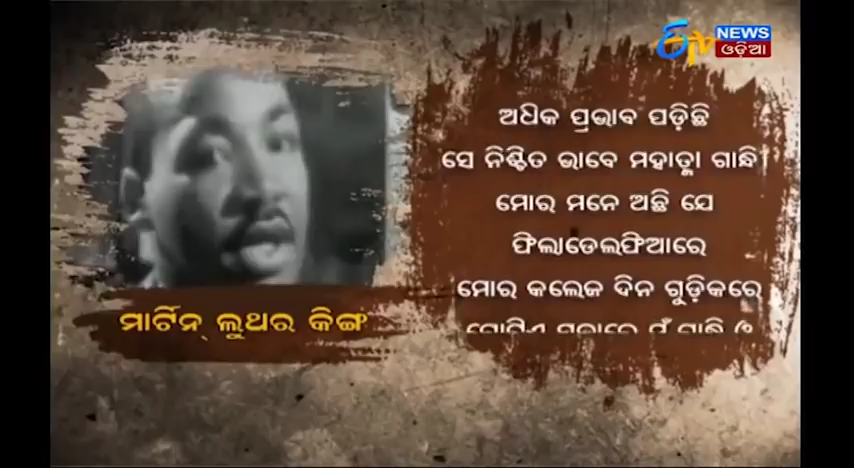 ETV NEWS
ଓଡ଼ିଆ
ଅଧିକ ପ୍ରଭାବ ପଡ଼ିଛି
ସେ ନିଶ୍ଚିତ ଭାବେ ମହାତ୍ମା ଗାନ୍ଧି।
ମୋର ମନେ ଅଛି ଯେ
ଫିଲାଡେଲଫିଆରେ
ମୋର କଲେଜ ଦିନ ଗୁଡ଼ିକରେ
ମାର୍ଟିନ୍ ଲୁଥର କିଙ୍ଗ